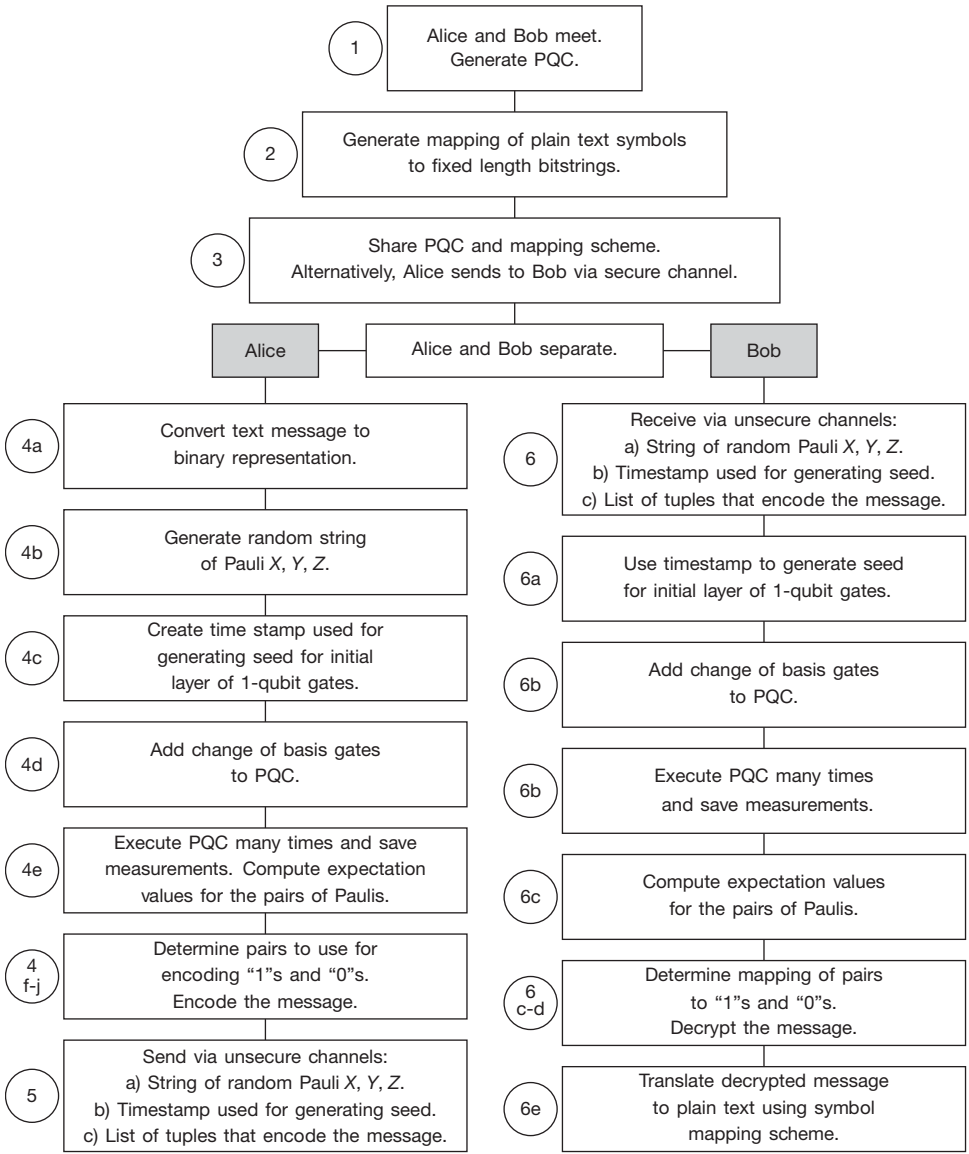 1
Alice and Bob meet.
Generate PQC.
2
Generate mapping of plain text symbols
to fixed length bitstrings.
3
Share PQC and mapping scheme.
Alternatively, Alice sends to Bob via secure channel.
Alice
Alice and Bob separate.
Bob
4a
Convert text message to
binary representation.
4b
Generate random string
of Pauli X, Y, Z.
4c
Create time stamp used for
generating seed for initial
layer of 1-qubit gates.
4d
Add change of basis gates
to PQC.
4e
Execute PQC many times and save
measurements. Compute expectation
values for the pairs of Paulis.
4
f-j
Determine pairs to use for
encoding “1”s and “0”s.
Encode the message.
5
Send via unsecure channels:
a) String of random Pauli X, Y, Z.
b) Timestamp used for generating seed.
c) List of tuples that encode the message.
6
Receive via unsecure channels:
a) String of random Pauli X, Y, Z.
b) Timestamp used for generating seed.
c) List of tuples that encode the message.
6a
Use timestamp to generate seed
for initial layer of 1-qubit gates.
6b
Add change of basis gates
to PQC.
6b
Execute PQC many times
and save measurements.
6c
Compute expectation values
for the pairs of Paulis.
6
c-d
Determine mapping of pairs
to “1”s and “0”s.
Decrypt the message.
6e
Translate decrypted message
to plain text using symbol
mapping scheme.